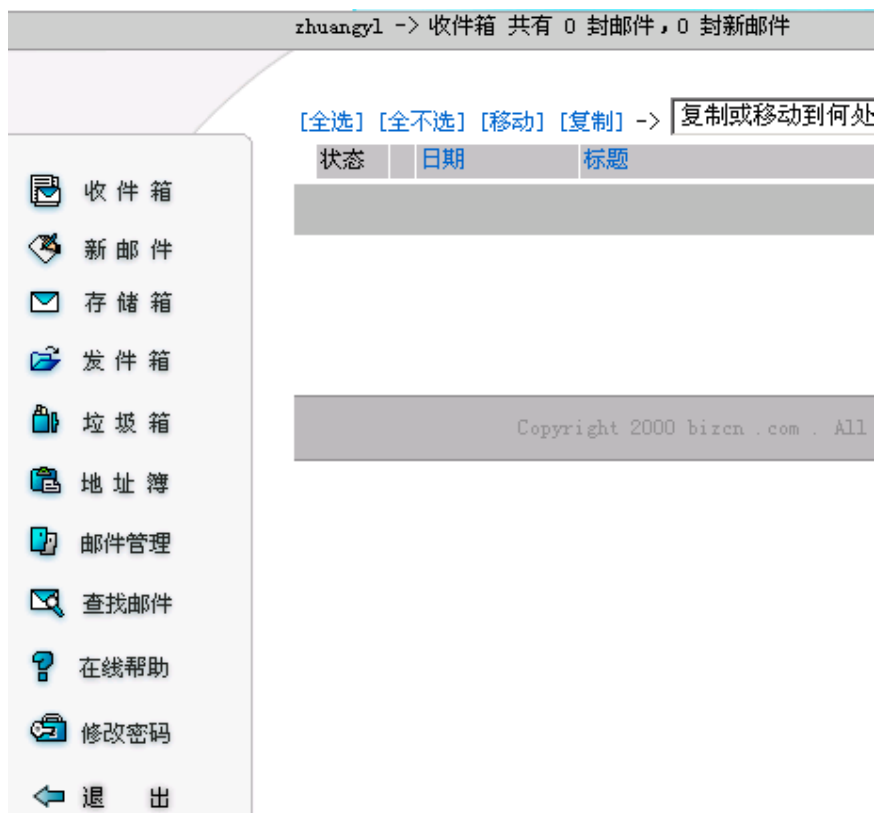 zhuangyl -> 收件箱 共有 0 封邮件，0 封新邮件
[全选] [全不选] [移动] [复制] -> 复制或移动到何处
状态 日期 标题
收件箱
新邮件
存储箱
发件箱
垃圾箱
地址簿
邮件管理
查找邮件
在线帮助
修改密码
退 出
Copyright 2000 bizcn .com . All